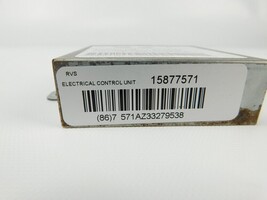 RVS
ELECTRICAL CONTROL UNIT 15877571
(86)7 571AZ33279538